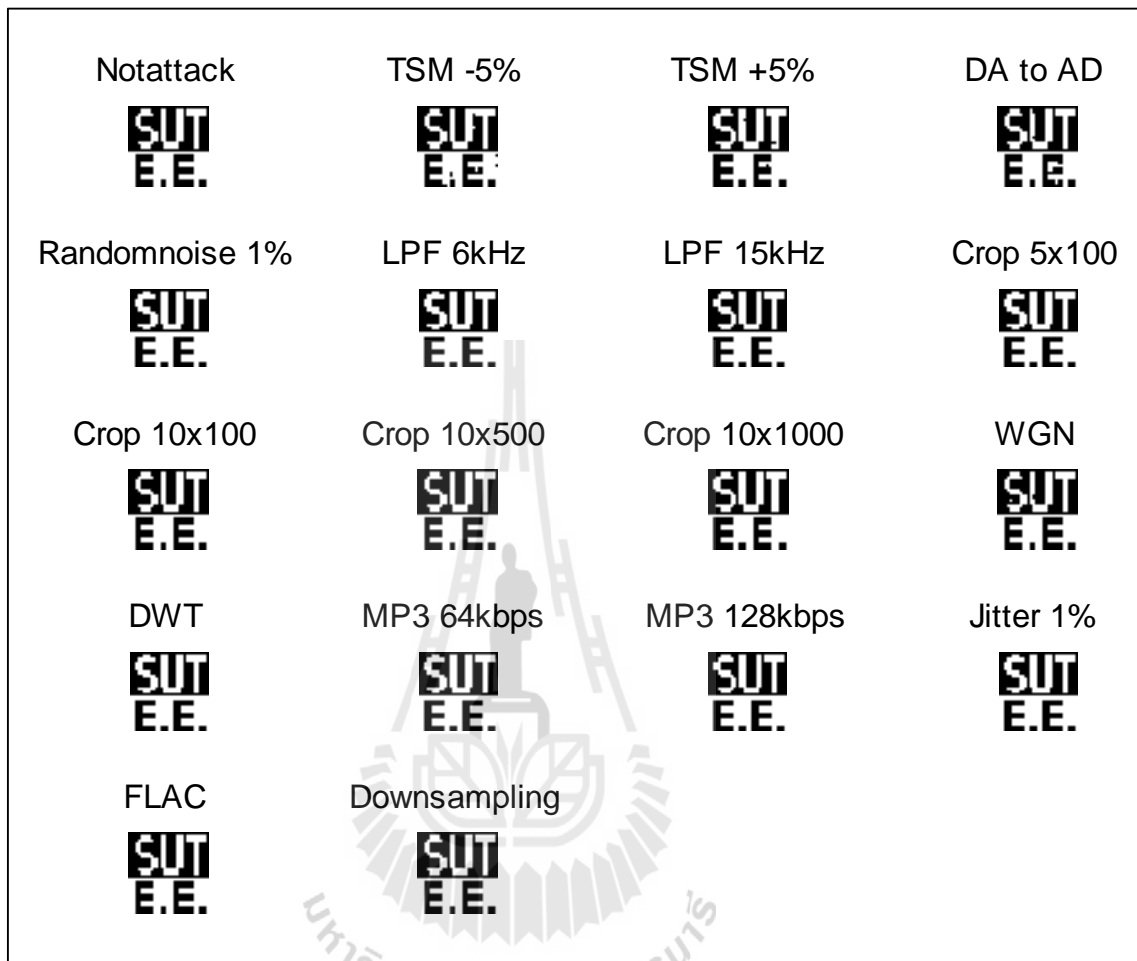 Notattack TSM -5% TSM +5% DA to AD
SUT SUT SUT SUT
E.E. E.E. E.E. E.E.
Randomnoise 1% LPF 6kHz LPF 15kHz Crop 5x100
SUT SUT SUT SUT
E.E. E.E. E.E. E.E.
Crop 10x100 Crop 10x500 Crop 10x1000 WGN
SUT SUT SUT SUT
E.E. E.E. E.E. E.E.
DWT MP3 64kbps MP3 128kbps Jitter 1%
SUT SUT SUT SUT
E.E. E.E. E.E. E.E.
FLAC Downsampling
SUT SUT
E.E. E.E.